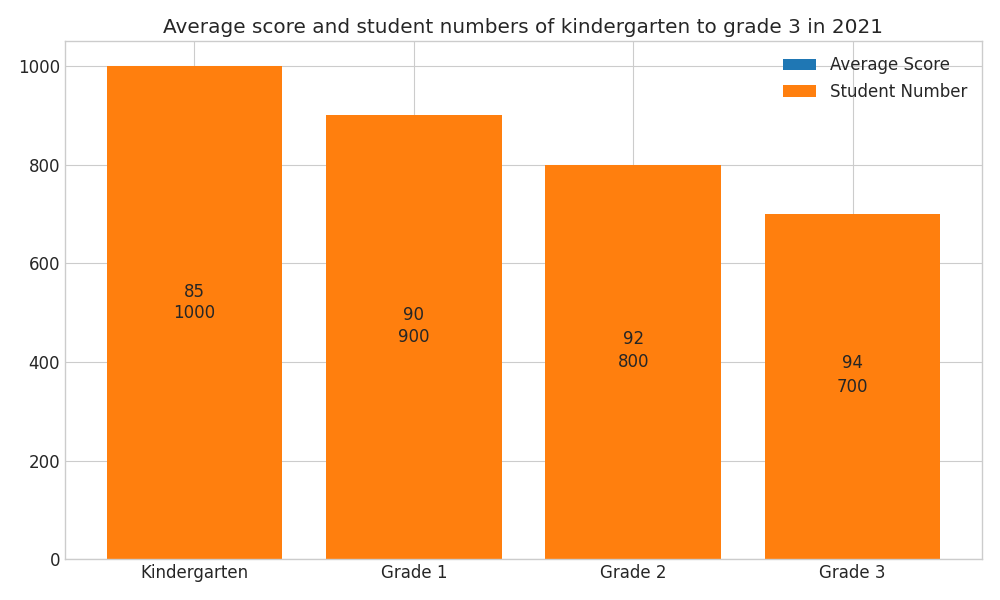 Average score and student numbers of kindergarten to grade 3 in 2021
Average Score
Student Number
1000
800
600
400
200
0
85
1000
90
900
92
800
94
700
Kindergarten
Grade 1
Grade 2
Grade 3